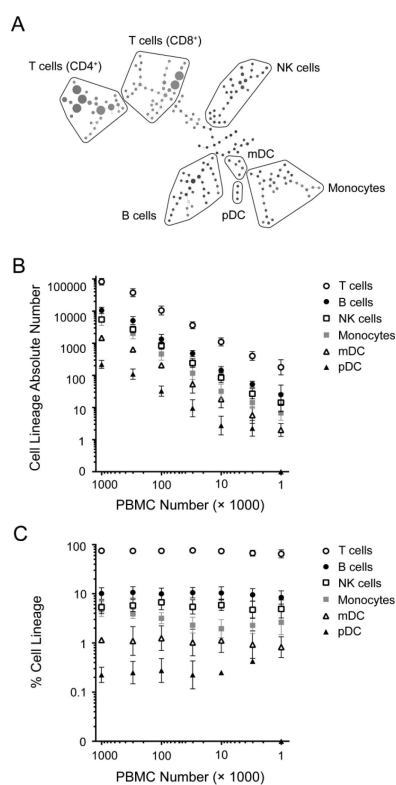 A
T cells (CD8⁺)
T cells (CD4⁺)
NK cells
mDC
Monocytes
B cells
pDC
B
Cell Lineage Absolute Number
100000
10000
1000
100
10
1
0
1000
100
10
1
PBMC Number (× 1000)
T cells
B cells
NK cells
Monocytes
mDC
pDC
C
% Cell Lineage
100
10
1
0.1
0
1000
100
10
1
PBMC Number (× 1000)
T cells
B cells
NK cells
Monocytes
mDC
pDC